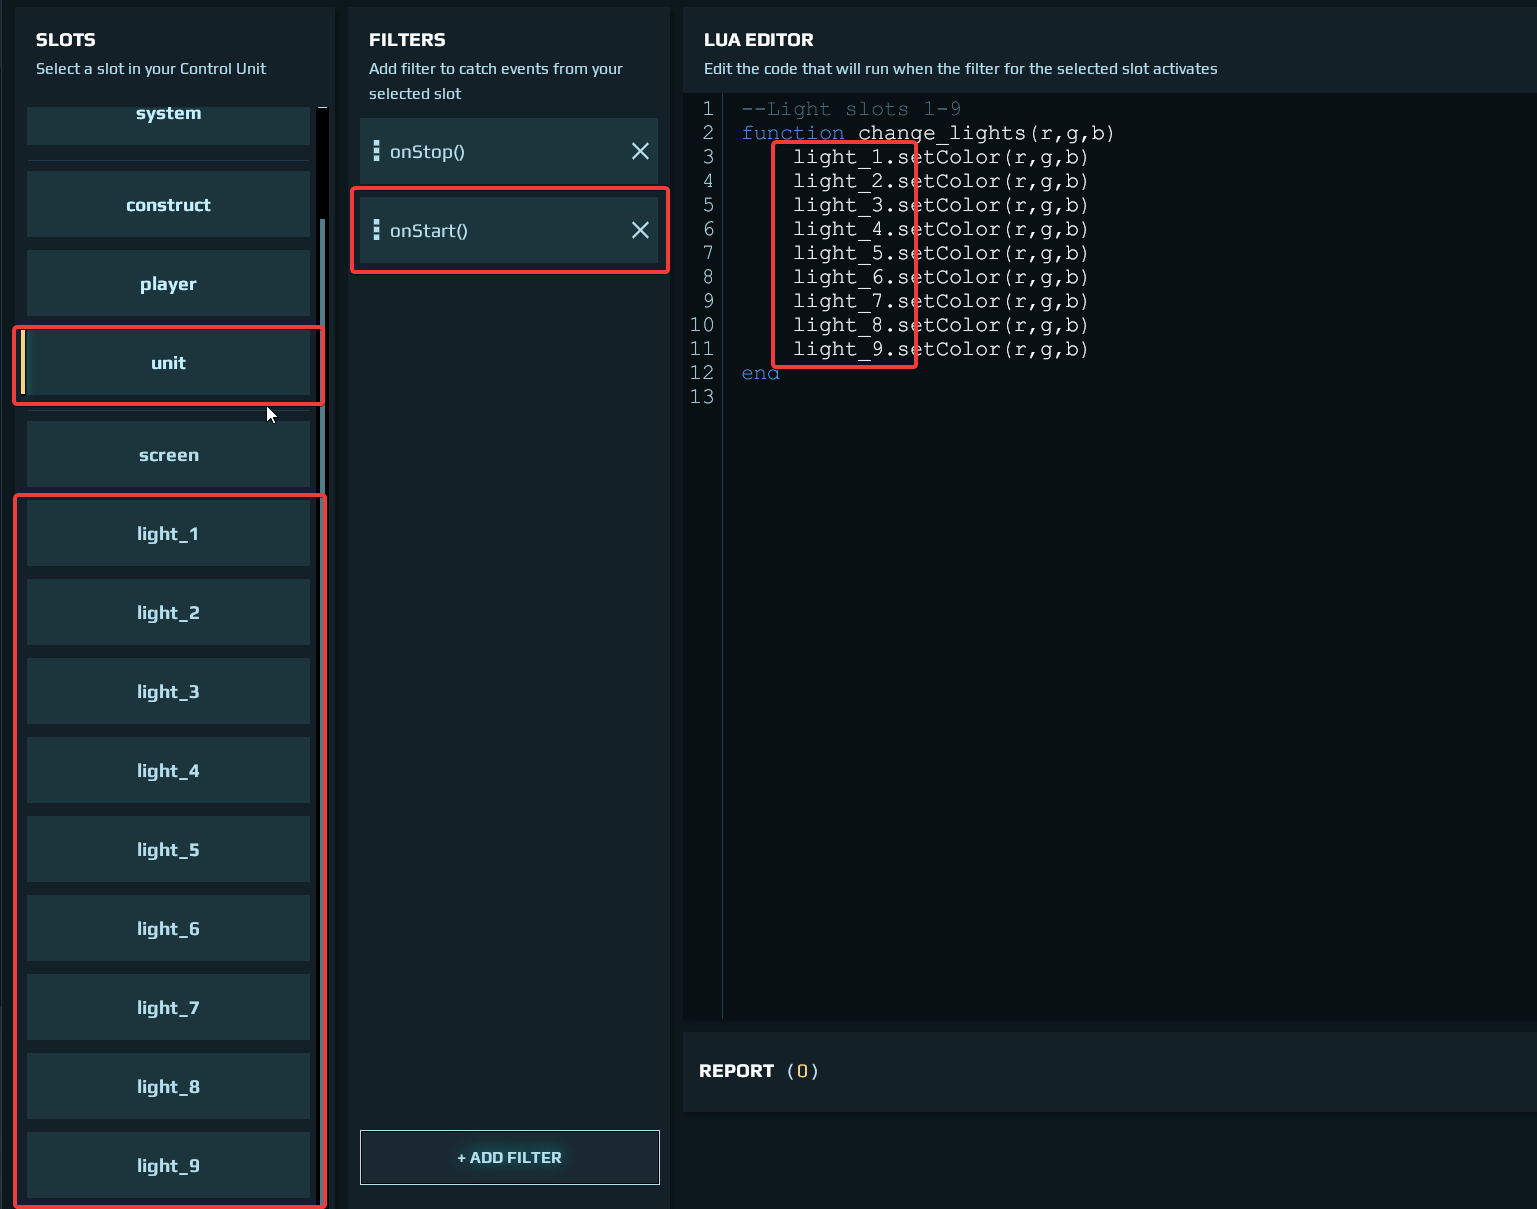 SLOTS
Select a slot in your Control Unit
system
construct
player
unit
screen
light_1
light_2
light_3
light_4
light_5
light_6
light_7
light_8
light_9
FILTERS
Add filter to catch events from your
selected slot
onStop()
onStart()
+ ADD FILTER
LUA EDITOR
Edit the code that will run when the filter for the selected slot activates
1 --Light slots 1-9
2 function change_lights(r,g,b)
3     light_1.setColor(r,g,b)
4     light_2.setColor(r,g,b)
5     light_3.setColor(r,g,b)
6     light_4.setColor(r,g,b)
7     light_5.setColor(r,g,b)
8     light_6.setColor(r,g,b)
9     light_7.setColor(r,g,b)
10     light_8.setColor(r,g,b)
11     light_9.setColor(r,g,b)
12 end
13
REPORT (0)